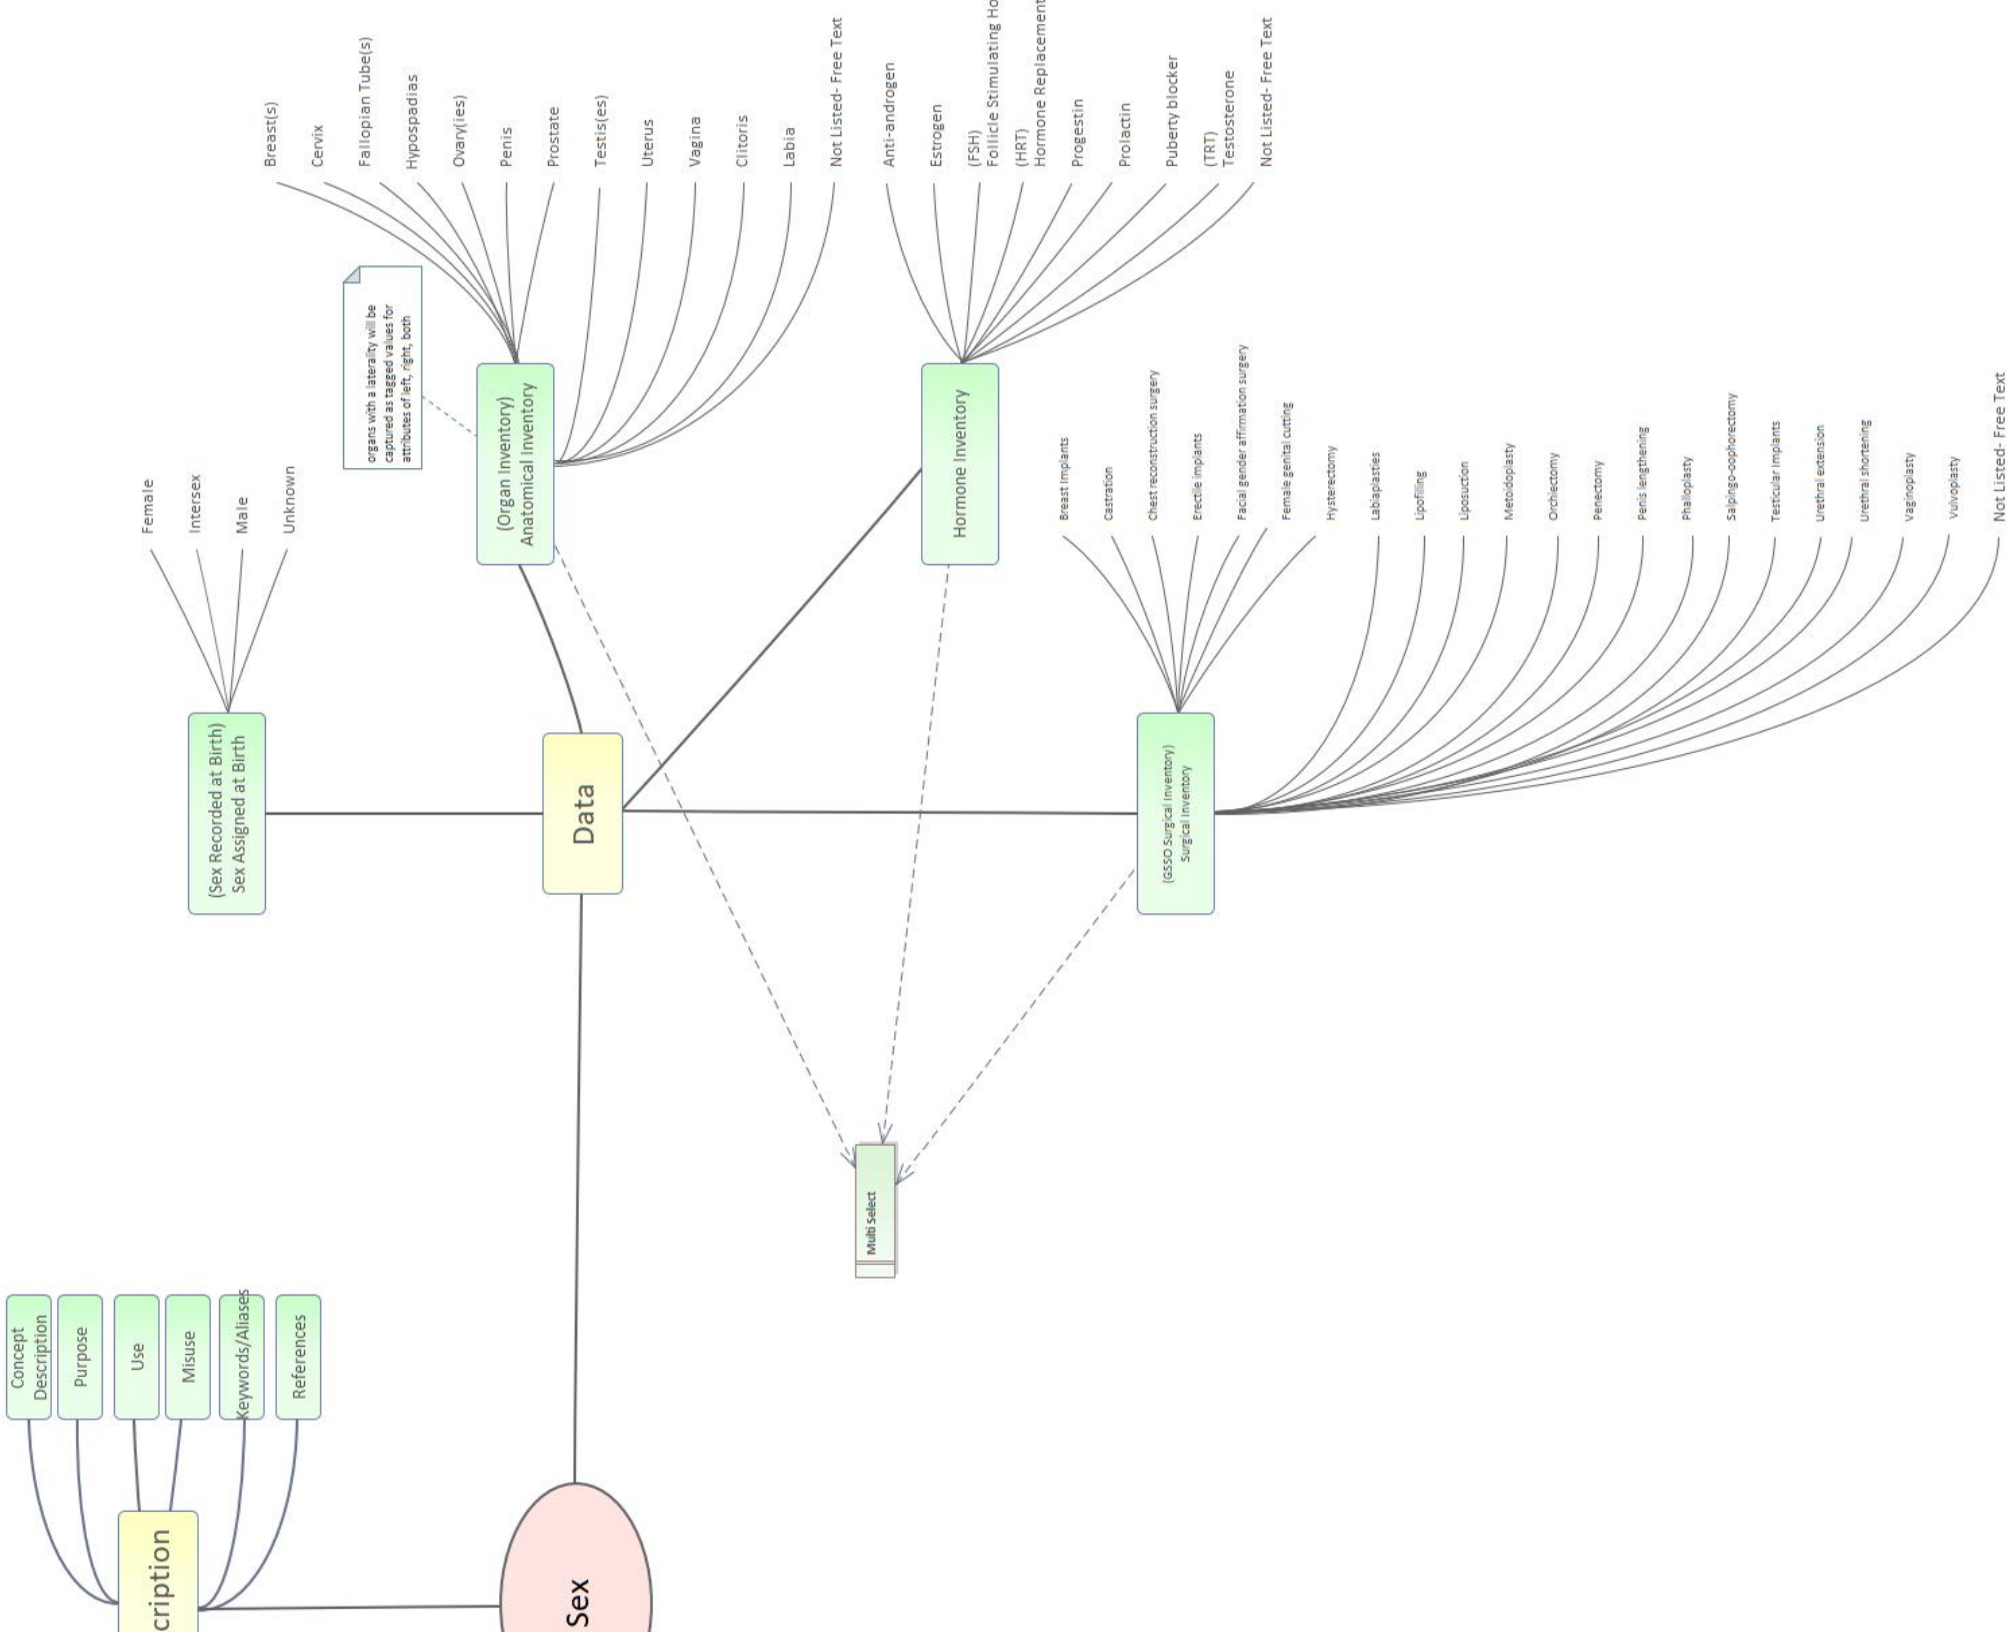 Concept
Description
Purpose
Use
Misuse
Keywords/Aliases
References
cription
Sex
Data
(Sex Recorded at Birth)
Sex Assigned at Birth
Female
Intersex
Male
Unknown
organs with a laterality will be
captured as tagged values for
attributes of left, right, both
(Organ Inventory)
Anatomical Inventory
Breast(s)
Cervix
Fallopian Tube(s)
Hypospadias
Ovary(ies)
Penis
Prostate
Testis(es)
Uterus
Vagina
Clitoris
Labia
Not Listed- Free Text
Hormone Inventory
Anti-androgen
Estrogen
(FSH)
Follicle Stimulating Ho
(HRT)
Hormone Replacement
Progestin
Prolactin
Puberty blocker
(TRT)
Testosterone
Not Listed- Free Text
(GSSO Surgical Inventory)
Surgical Inventory
Breast Implants
Castration
Chest reconstruction surgery
Erectile implants
Facial gender affirmation surgery
Female genital cutting
Hysterectomy
Labiaplasties
Lipofilling
Liposuction
Metoidoplasty
Orchiectomy
Penectomy
Penis lengthening
Phalloplasty
Salpingo-oophorectomy
Testicular Implants
Urethral extension
Urethral shortening
Vaginoplasty
Vulvoplasty
Not Listed- Free Text
Multi Select